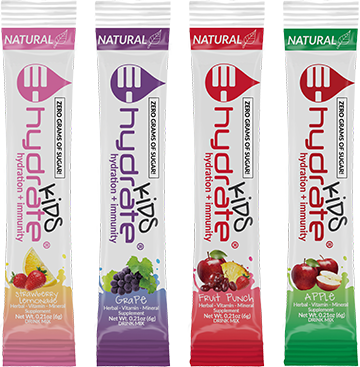 NATURAL
E-hydrate
KiDS
®
hydration + immunity
ZERO GRAMS OF SUGAR!
Strawberry
Lemonade
Herbal - Vitamin - Mineral
Supplement
Net Wt. 0.21oz (6g)
DRINK MIX
NATURAL
E-hydrate
KiDS
®
hydration + immunity
ZERO GRAMS OF SUGAR!
Grape
Herbal - Vitamin - Mineral
Supplement
Net Wt. 0.21oz (6g)
DRINK MIX
NATURAL
E-hydrate
KiDS
®
hydration + immunity
ZERO GRAMS OF SUGAR!
Fruit Punch
Herbal - Vitamin - Mineral
Supplement
Net Wt. 0.21oz (6g)
DRINK MIX
NATURAL
E-hydrate
KiDS
®
hydration + immunity
ZERO GRAMS OF SUGAR!
APPLE
Herbal - Vitamin - Mineral
Supplement
Net Wt. 0.21oz (6g)
DRINK MIX